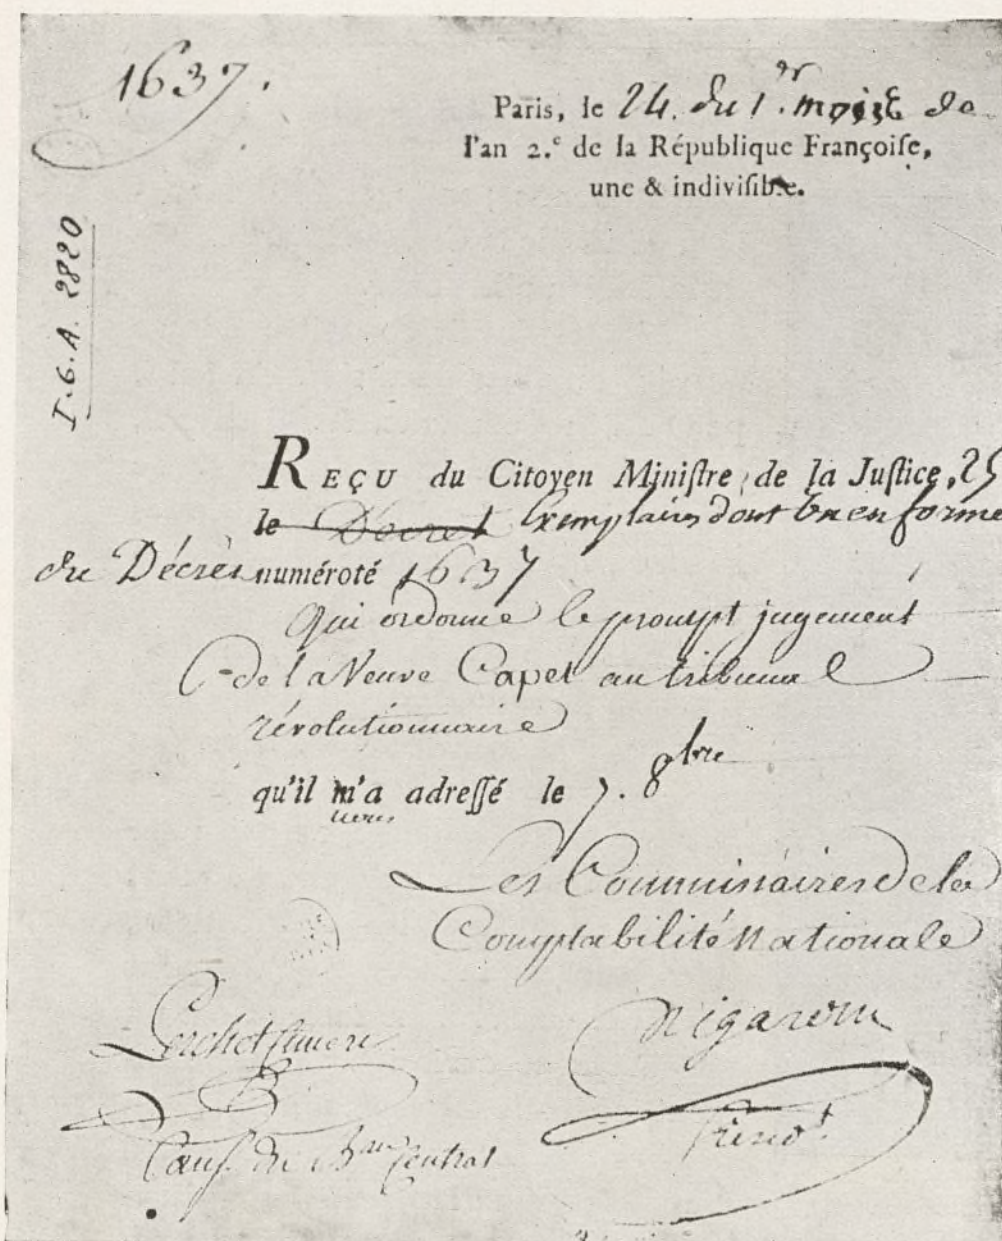 1637.
Paris, le 24. du 1.er mois de
l'an 2.e de la République Françoiſe,
une & indiviſible.
T.G.A. 2820
REÇU du Citoyen Miniſtre de la Juſtice, 25
le Décret Exemplaires dont en forme
du Décret numéroté 1637
qui ordonne le prompt jugement
de la Veuve Capet au tribunal
révolutionnaire
qu'il m'a adreſſé le 7. 8bre
nous
Les Commissaires de la
Comptabilité Nationale
du Bau Central